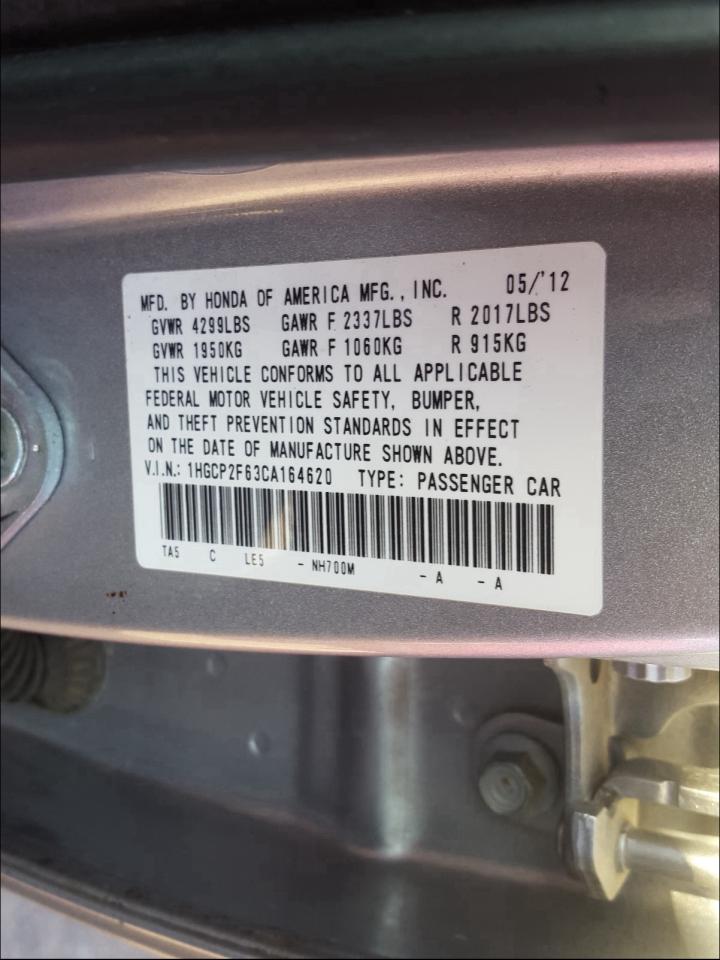 MFD. BY HONDA OF AMERICA MFG., INC. 05/'12
GVWR 4299LBS GAWR F 2337LBS R 2017LBS
GVWR 1950KG GAWR F 1060KG R 915KG
THIS VEHICLE CONFORMS TO ALL APPLICABLE
FEDERAL MOTOR VEHICLE SAFETY, BUMPER,
AND THEFT PREVENTION STANDARDS IN EFFECT
ON THE DATE OF MANUFACTURE SHOWN ABOVE.
V.I.N.: 1HGCP2F63CA164620 TYPE: PASSENGER CAR
TA5 C LE5 - NH700M - A - A